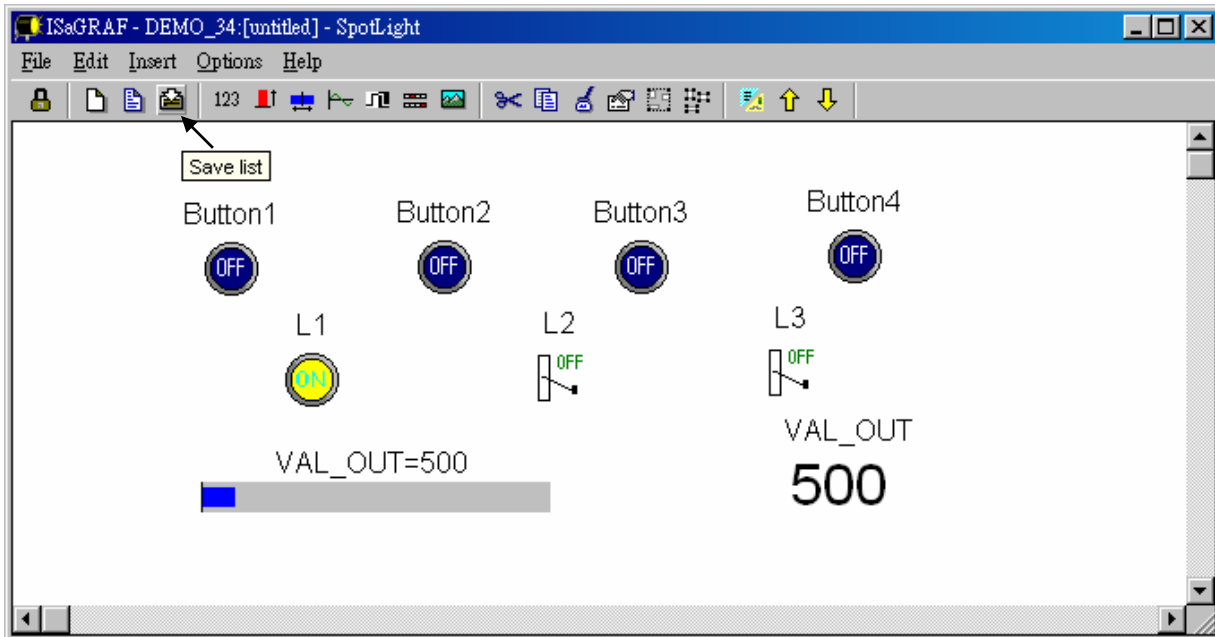 ISaGRAF - DEMO_34:[untitled] - SpotLight
File Edit Insert Options Help
123
Save list
Button1 Button2 Button3 Button4
OFF OFF OFF OFF
L1 L2 L3
ON OFF OFF
VAL_OUT
VAL_OUT=500
500